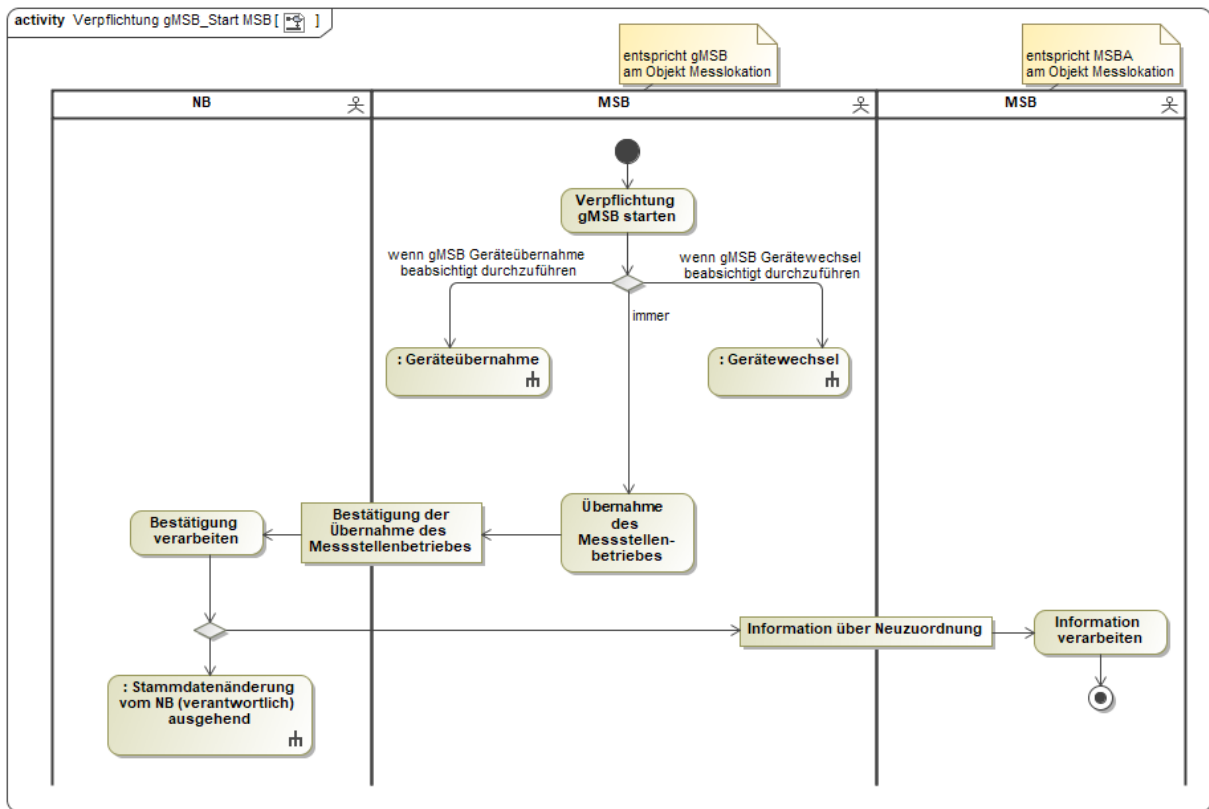 activity Verpflichtung gMSB_Start MSB [ ]
entspricht gMSB
am Objekt Messlokation
entspricht MSBA
am Objekt Messlokation
NB
MSB
MSB
Verpflichtung
gMSB starten
wenn gMSB Geräteübernahme
beabsichtigt durchzuführen
wenn gMSB Gerätewechsel
beabsichtigt durchzuführen
immer
: Geräteübernahme
: Gerätewechsel
Bestätigung
verarbeiten
Bestätigung der
Übernahme des
Messstellenbetriebes
Übernahme
des
Messstellen-
betriebes
Information über Neuzuordnung
Information
verarbeiten
: Stammdatenänderung
vom NB (verantwortlich)
ausgehend